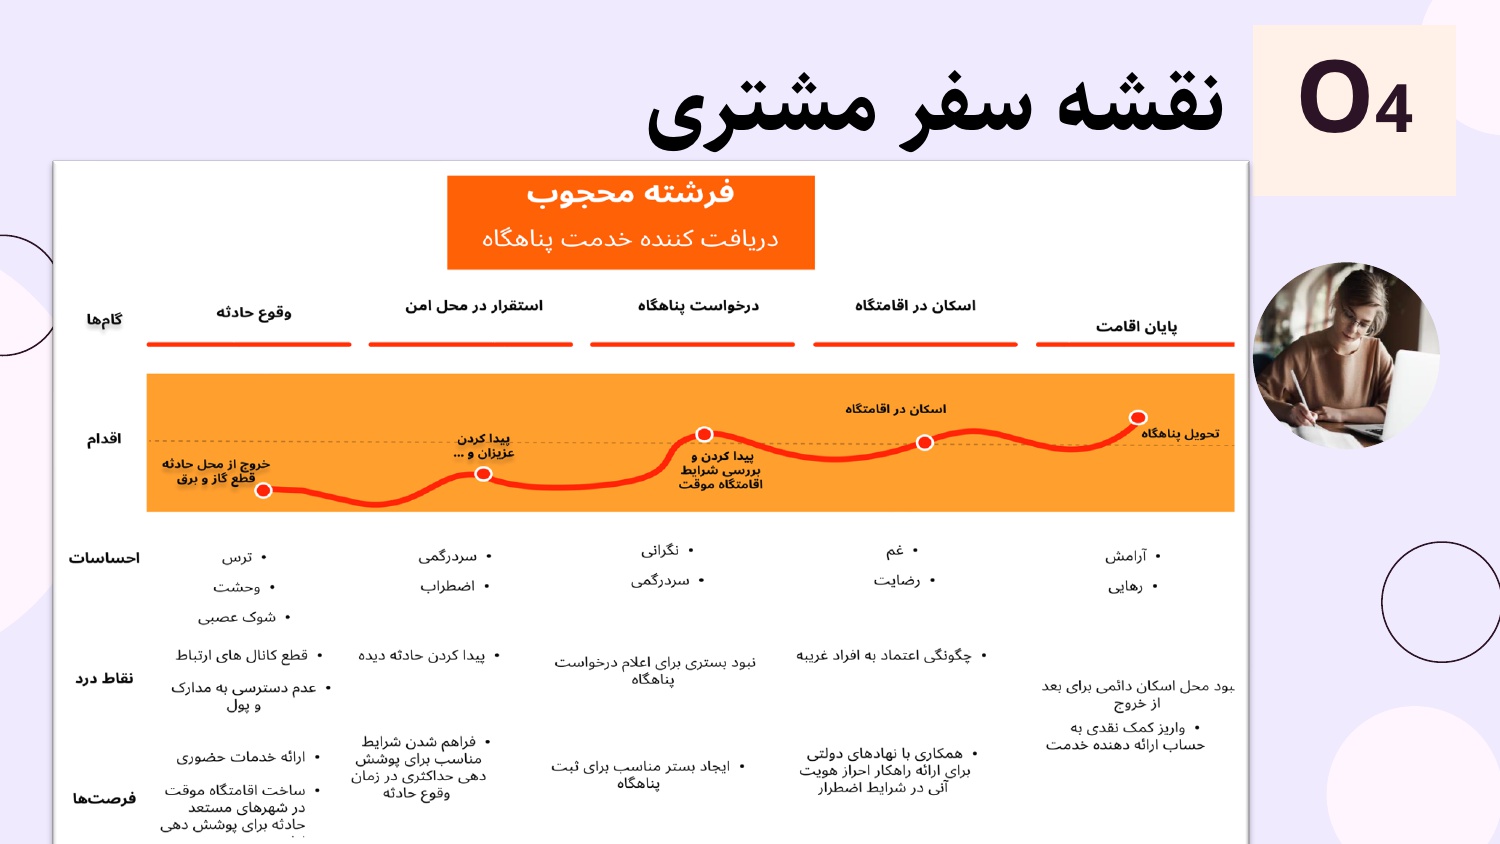 نقشه سفر مشتری
04
فرشته محجوب
دریافت کننده خدمت پناهگاه
گام‌ها
وقوع حادثه
استقرار در محل امن
درخواست پناهگاه
اسکان در اقامتگاه
پایان اقامت
اقدام
خروج از محل حادثه
قطع گاز و برق
پیدا کردن
عزیزان و ...
پیدا کردن و
بررسی شرایط
اقامتگاه موقت
اسکان در اقامتگاه
تحویل پناهگاه
احساسات
• ترس
• وحشت
• شوک عصبی
• سردرگمی
• اضطراب
• نگرانی
• سردرگمی
• غم
• رضایت
• آرامش
• رهایی
نقاط درد
• قطع کانال های ارتباط
• عدم دسترسی به مدارک
و پول
• پیدا کردن حادثه دیده
نبود بستری برای اعلام درخواست
پناهگاه
• چگونگی اعتماد به افراد غریبه
بود محل اسکان دائمی برای بعد
از خروج
فرصت‌ها
• ارائه خدمات حضوری
• ساخت اقامتگاه موقت
در شهرهای مستعد
حادثه برای پوشش دهی
• فراهم شدن شرایط
مناسب برای پوشش
دهی حداکثری در زمان
وقوع حادثه
• ایجاد بستر مناسب برای ثبت
پناهگاه
• همکاری با نهادهای دولتی
برای ارائه راهکار احراز هویت
آنی در شرایط اضطرار
• واریز کمک نقدی به
حساب ارائه دهنده خدمت